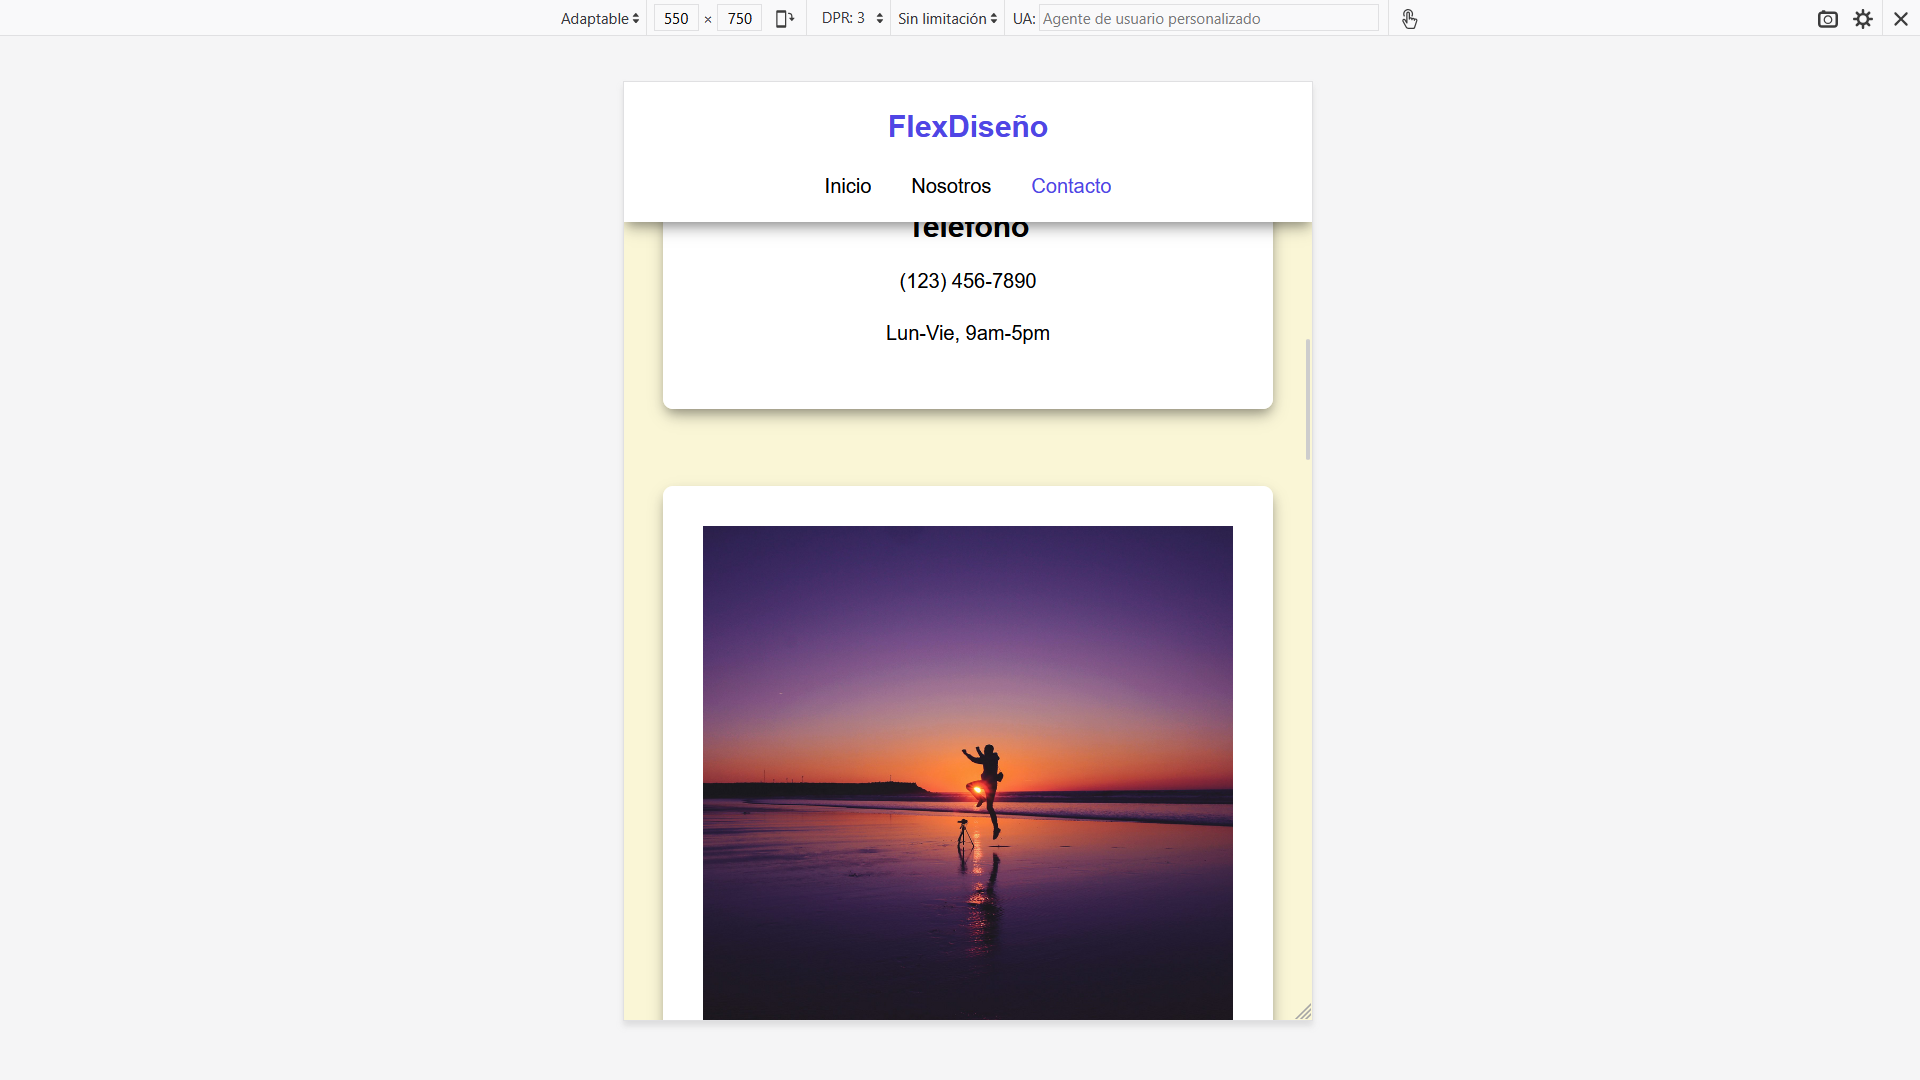 Adaptable 550 × 750 DPR: 3 Sin limitación UA: Agente de usuario personalizado
FlexDiseño
Inicio Nosotros Contacto
Teléfono
(123) 456-7890
Lun-Vie, 9am-5pm